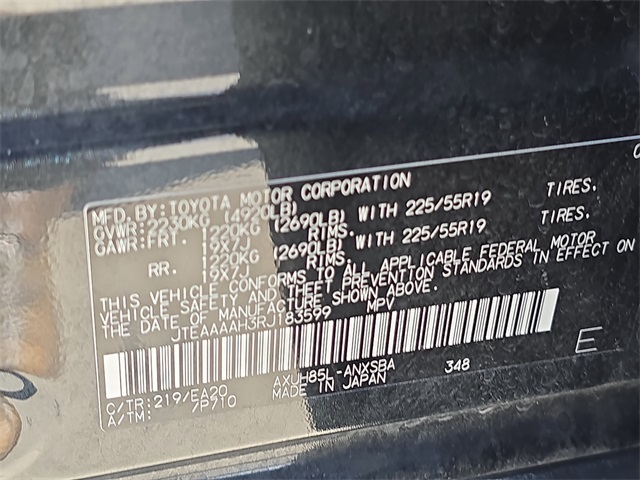 MFD. BY: TOYOTA MOTOR CORPORATION
GVWR: 2230KG (4920LB)
GAWR: FRT. 1220KG (2690LB) WITH 225/55R19 TIRES,
19X7J RIMS.
RR. 1220KG (2690LB) WITH 225/55R19 TIRES,
19X7J RIMS.
THIS VEHICLE CONFORMS TO ALL APPLICABLE FEDERAL MOTOR
VEHICLE SAFETY AND THEFT PREVENTION STANDARDS IN EFFECT ON
THE DATE OF MANUFACTURE SHOWN ABOVE.
JTEAAAAH3RJ183599 MPV
C/TR: 219/EA20 AXUH85L-ANXSBA 348
A/TM: 7P710 MADE IN JAPAN
E